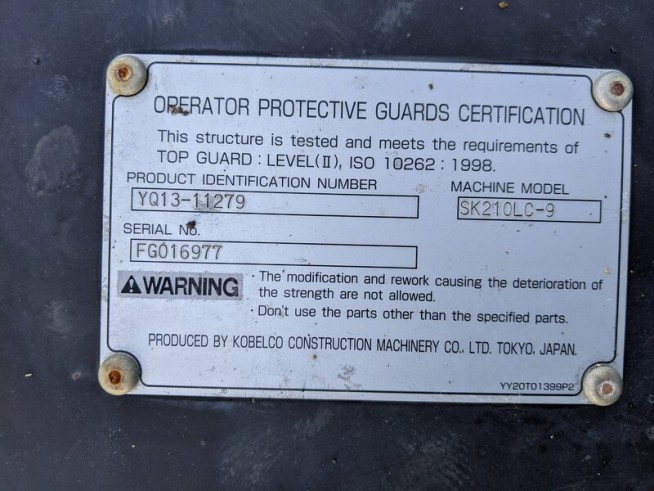 OPERATOR PROTECTIVE GUARDS CERTIFICATION
This structure is tested and meets the requirements of
TOP GUARD : LEVEL(II), ISO 10262 : 1998.
PRODUCT IDENTIFICATION NUMBER
MACHINE MODEL
YQ13-11279
SK210LC-9
SERIAL No.
FG016977
WARNING
· The modification and rework causing the deterioration of
the strength are not allowed.
· Don't use the parts other than the specified parts.
PRODUCED BY KOBELCO CONSTRUCTION MACHINERY CO., LTD. TOKYO, JAPAN.
YY20T01399P2